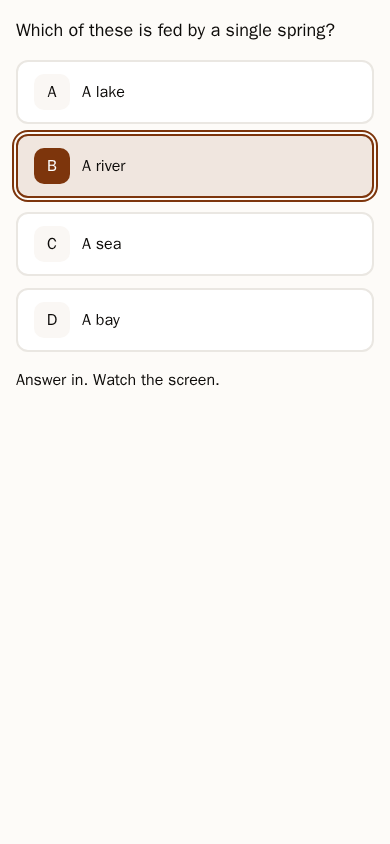 Which of these is fed by a single spring?
A A lake
B A river
C A sea
D A bay
Answer in. Watch the screen.